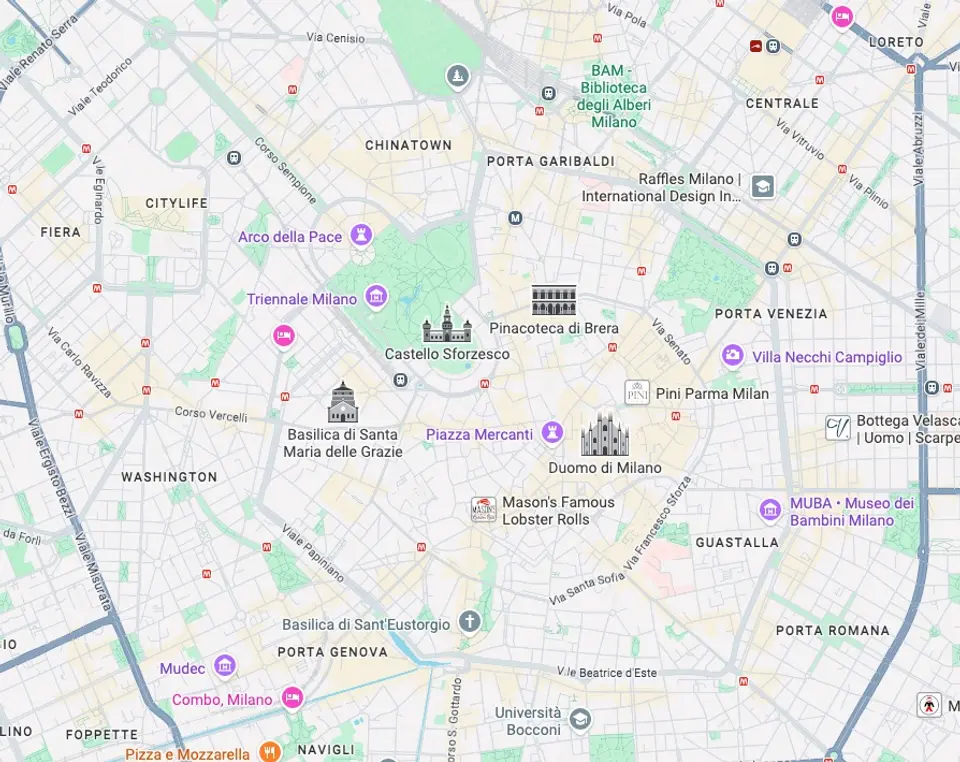 Via Pola
Viale
LORETO
Viale Renato Serra
Via Cenisio
Viale Teodorico
BAM -
Biblioteca
degli Alberi
Milano
CENTRALE
Via Vitruvio
Viale Abruzzi
CHINATOWN
PORTA GARIBALDI
Corso Sempione
V.le Eginardo
Raffles Milano |
International Design In...
Via Plinio
CITYLIFE
M
FIERA
Arco della Pace
Triennale Milano
Viale Murillo
Pinacoteca di Brera
PORTA VENEZIA
Viale dei Mille
Via Carlo Ravizza
Castello Sforzesco
Via Senato
Villa Necchi Campiglio
PINI
Pini Parma Milan
Corso Vercelli
Basilica di Santa
Maria delle Grazie
Piazza Mercanti
Duomo di Milano
CV
Bottega Velasca
| Uomo | Scarpe
Viale Ergisto Bezzi
WASHINGTON
MASON'S
Mason's Famous
Lobster Rolls
MUBA • Museo dei
Bambini Milano
Via Francesco Sforza
GUASTALLA
da Forlì
Via Papiniano
Viale Misurata
Via Santa Sofia
Basilica di Sant'Eustorgio
PORTA ROMANA
IO
PORTA GENOVA
Mudec
V.le Beatrice d'Este
Combo, Milano
Corso S. Gottardo
Università
Bocconi
M
LINO
FOPPETTE
NAVIGLI
Pizza e Mozzarella